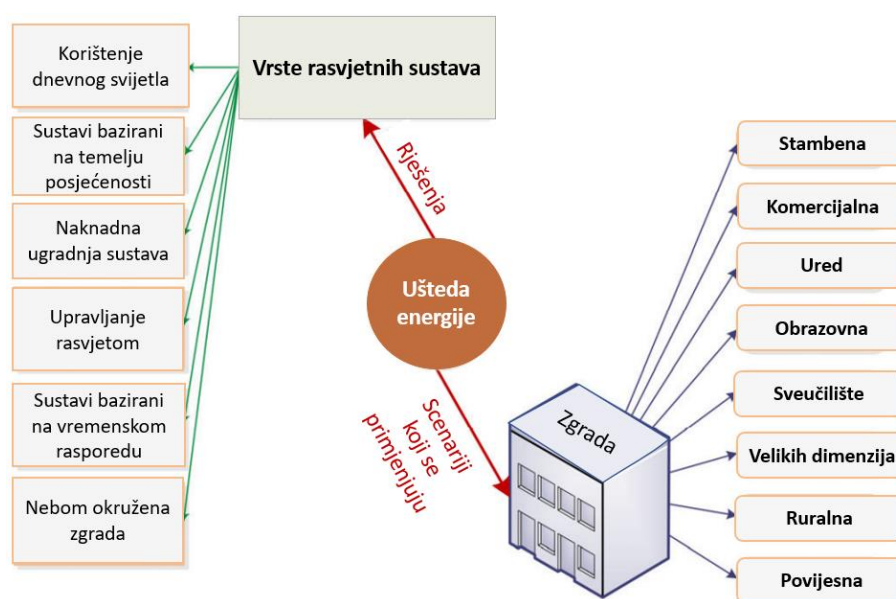 Vrste rasvjetnih sustava
Korištenje
dnevnog svijetla
Sustavi bazirani
na temelju
posjećenosti
Naknadna
ugradnja sustava
Upravljanje
rasvjetom
Sustavi bazirani
na vremenskom
rasporedu
Nebom okružena
zgrada
Rješenja
Ušteda
energije
Scenariji
koji se
primjenjuju
Zgrada
Stambena
Komercijalna
Ured
Obrazovna
Sveučilište
Velikih dimenzija
Ruralna
Povijesna